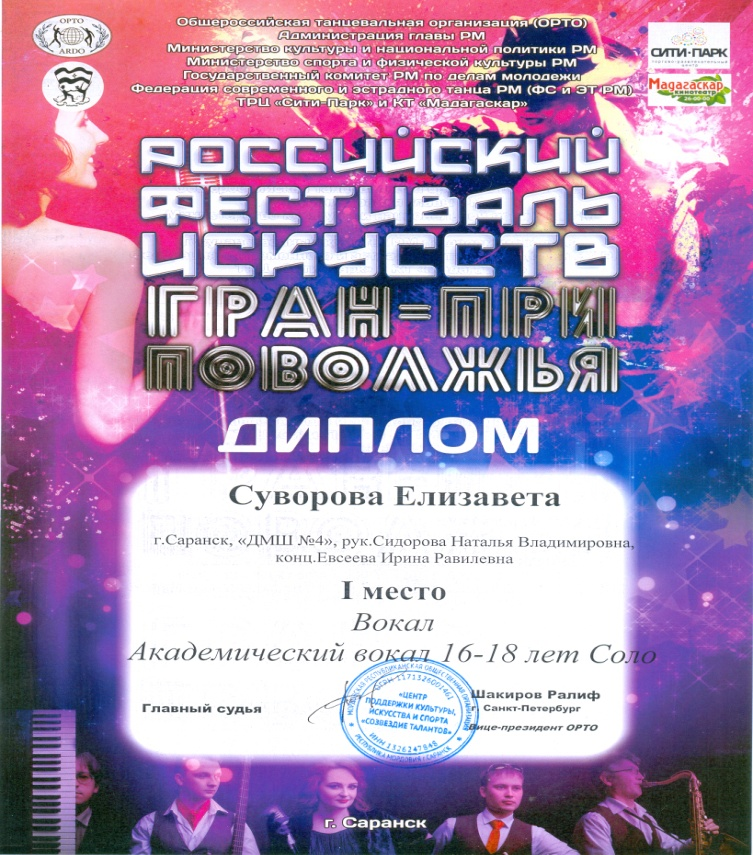 ОРТО
ARDO
Общероссийская танцевальная организация (ОРТО)
Администрация главы РМ
Министерство культуры и национальной политики РМ
Министерство спорта и физической культуры РМ
Государственный комитет РМ по делам молодежи
Федерация современного и эстрадного танца РМ (ФС и ЭТ РМ)
ТРЦ «Сити-Парк» и КТ «Мадагаскар»
СИТИ·ПАРК
торгово-развлекательный
центр
Мадагаскар
кинотеатр
РОССИЙСКИЙ
ФЕСТИВАЛЬ
ИСКУССТВ
ГРАН-ПРИ
ПОВОЛЖЬЯ
ДИПЛОМ
Суворова Елизавета
г.Саранск, «ДМШ №4», рук.Сидорова Наталья Владимировна,
конц.Евсеева Ирина Равилевна
I место
Вокал
Академический вокал 16-18 лет Соло
Главный судья
Шакиров Ралиф
г. Санкт-Петербург
Вице-президент ОРТО
«ЦЕНТР
ПОДДЕРЖКИ КУЛЬТУРЫ,
ИСКУССТВА И СПОРТА
«СОЗВЕЗДИЕ ТАЛАНТОВ»
г. Саранск